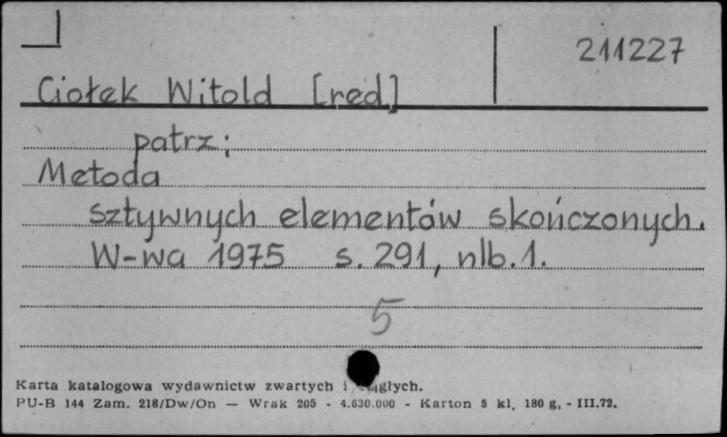 211227
Ciołek Witold [red]
patrz;
Metoda
sztywnych elementów skończonych.
W-wa 1975 s. 291, nlb. 1.
5
Karta katalogowa wydawnictw zwartych i
PU-B 144 Zam. 218/Dw/On — Wrak 205 - 4.630.000 - Karton 5 kl, 180 g, - III.72.